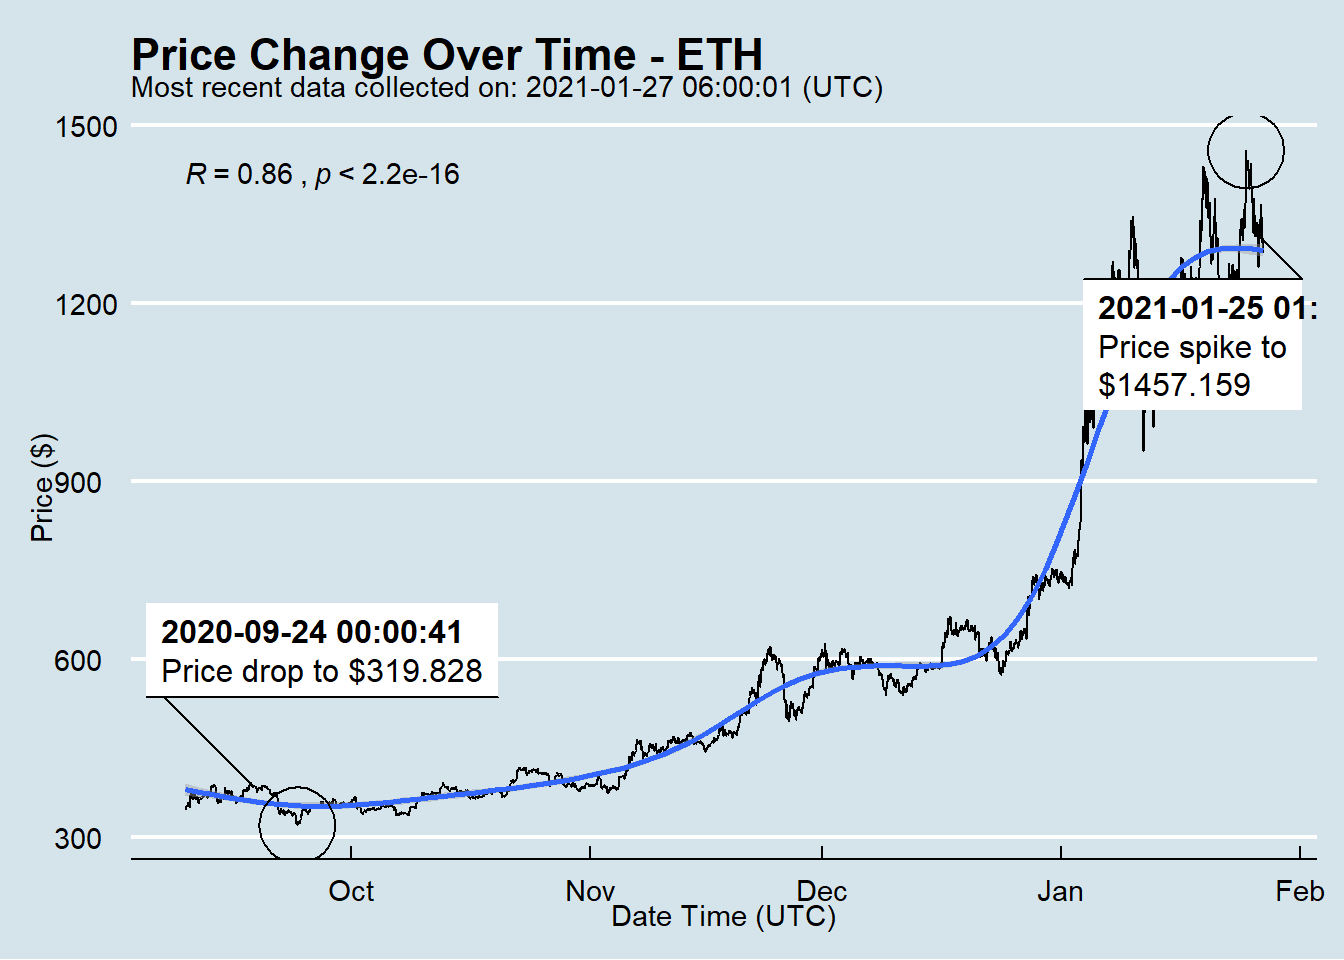 Price Change Over Time - ETH
Most recent data collected on: 2021-01-27 06:00:01 (UTC)
R = 0.86 , p < 2.2e-16
1500
1200
900
600
300
Price ($)
2021-01-25 01:
Price spike to
$1457.159
2020-09-24 00:00:41
Price drop to $319.828
Oct Nov Dec Jan Feb
Date Time (UTC)